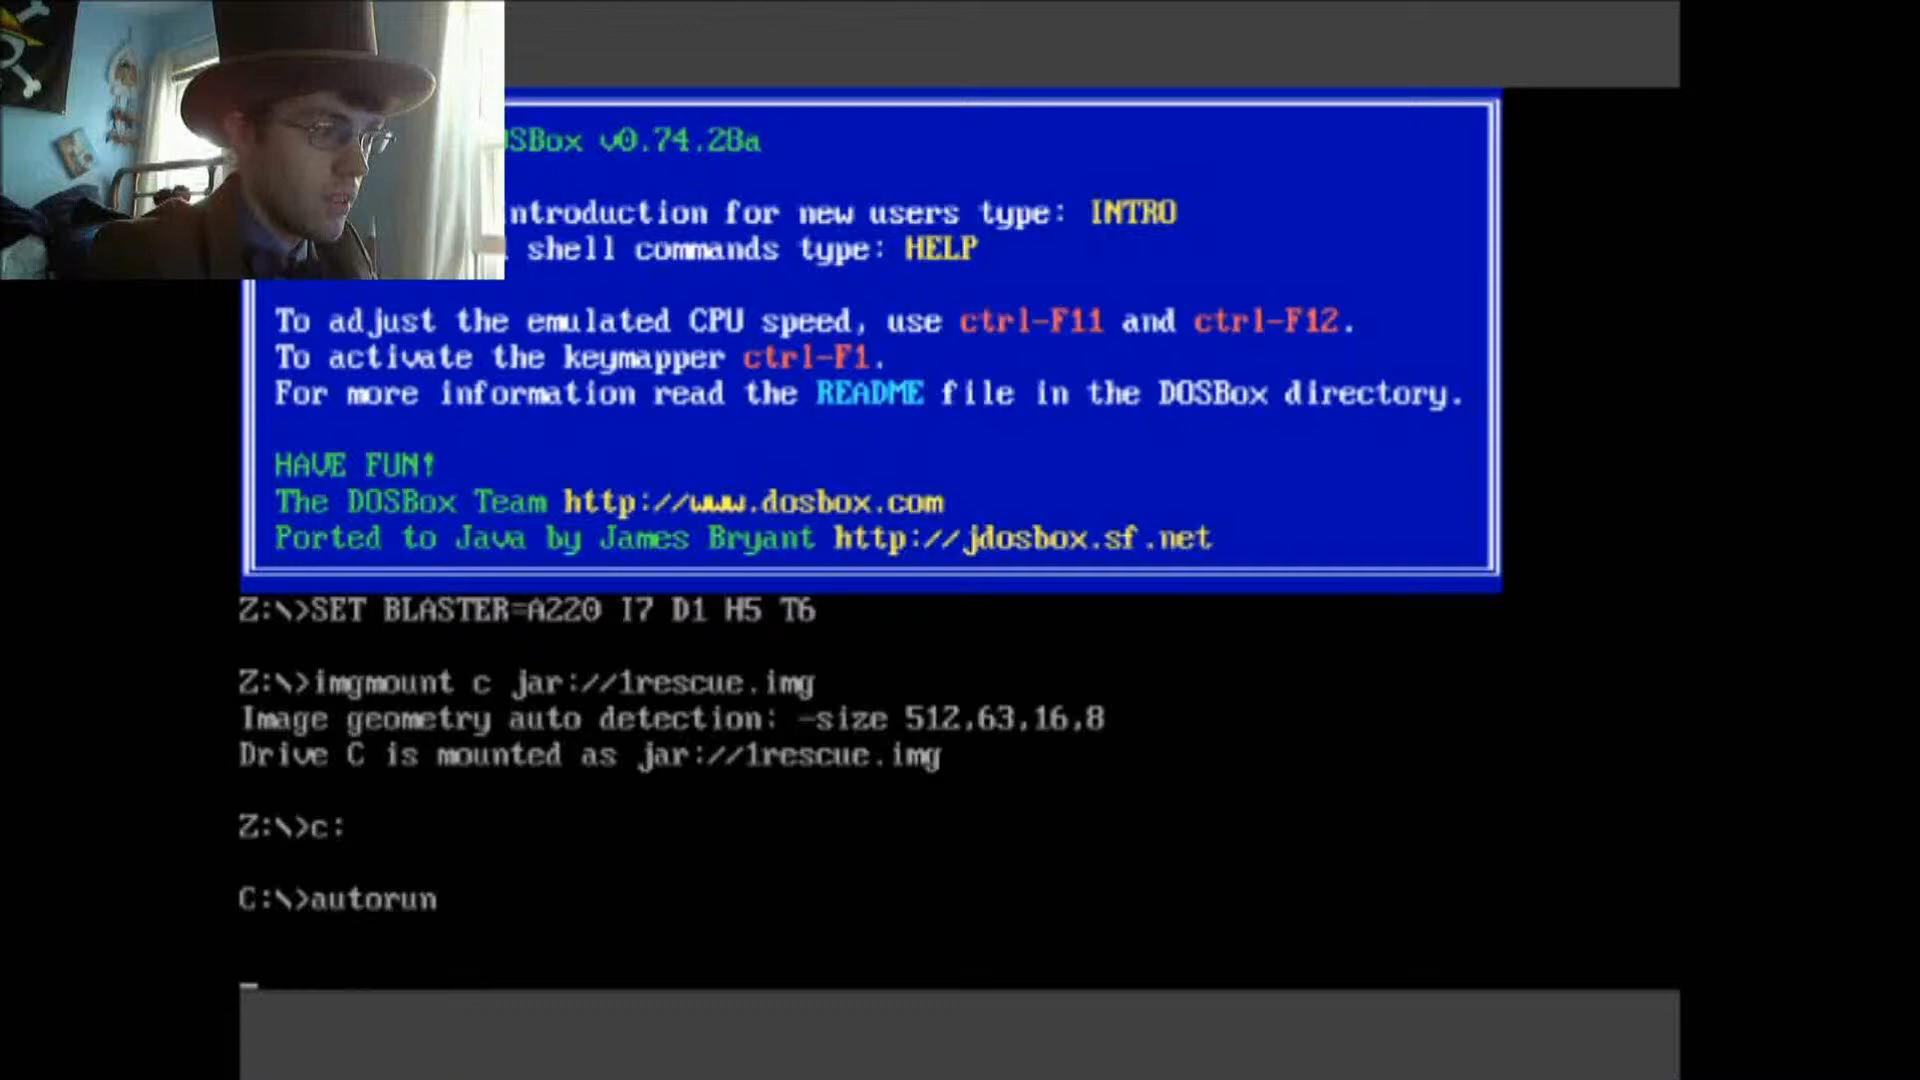 OSBox v0.74.28a
ntroduction for new users type: INTRO
shell commands type: HELP
To adjust the emulated CPU speed, use ctrl-F11 and ctrl-F12.
To activate the keymapper ctrl-F1.
For more information read the README file in the DOSBox directory.
HAVE FUN!
The DOSBox Team http://www.dosbox.com
Ported to Java by James Bryant http://jdosbox.sf.net
Z:\>SET BLASTER=A220 I7 D1 H5 T6
Z:\>imgmount c jar://1rescue.img
Image geometry auto detection: -size 512,63,16,8
Drive C is mounted as jar://1rescue.img
Z:\>c:
C:\>autorun